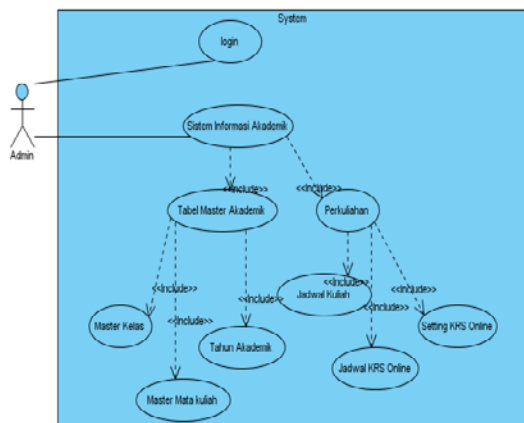 System
login
Admin
Sistem Informasi Akademik
<<Include>>
<<Include>>
Tabel Master Akademik
Perkuliahan
<<Include>>
<<Include>>
Jadwal Kuliah
<<Include>>
<<Include>>
<<Include>>
<<Include>>
Master Kelas
Setting KRS Online
Tahun Akademik
Jadwal KRS Online
Master Mata kuliah